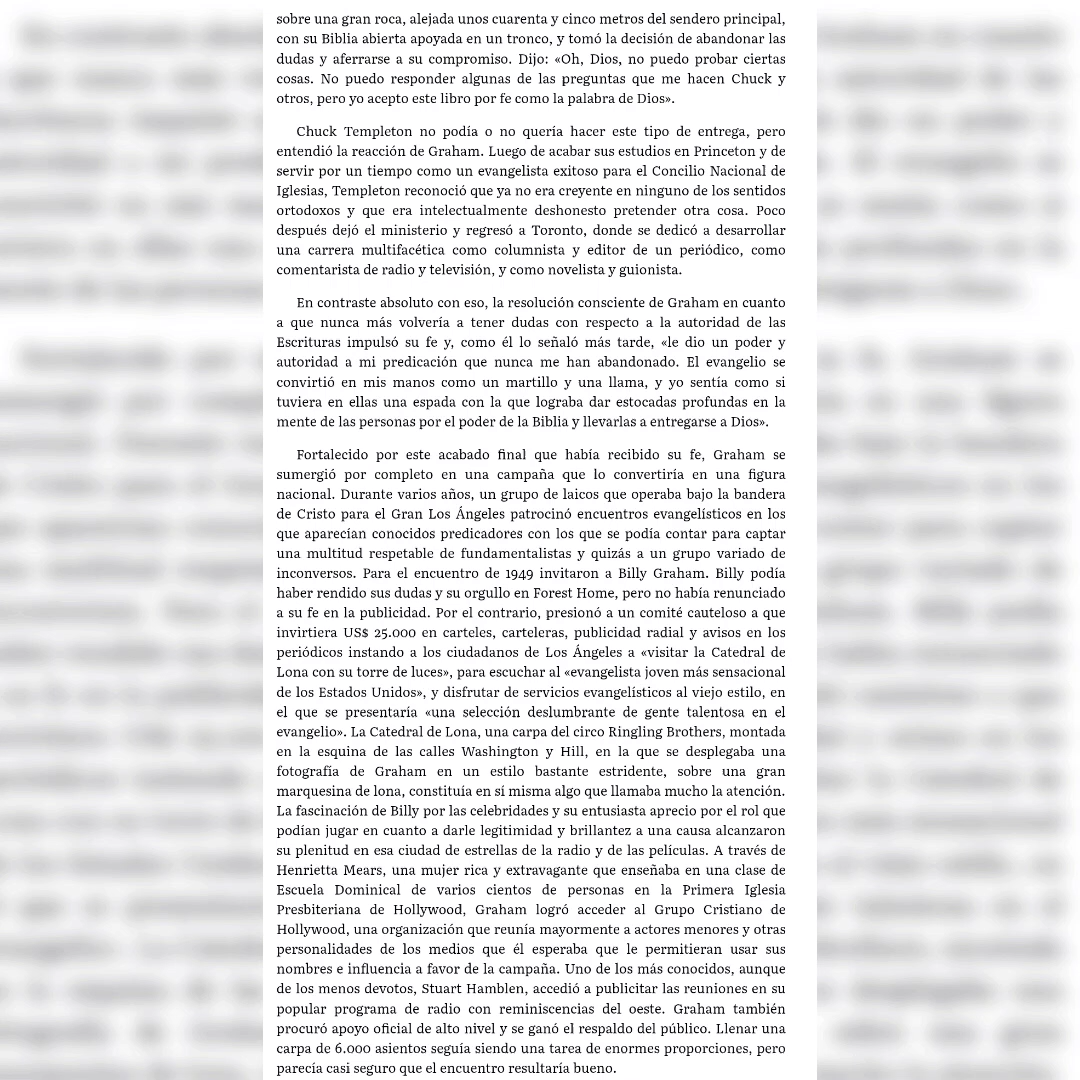 sobre una gran roca, alejada unos cuarenta y cinco metros del sendero principal,
con su Biblia abierta apoyada en un tronco, y tomó la decisión de abandonar las
dudas y aferrarse a su compromiso. Dijo: «Oh, Dios, no puedo probar ciertas
cosas. No puedo responder algunas de las preguntas que me hacen Chuck y
otros, pero yo acepto este libro por fe como la palabra de Dios».
Chuck Templeton no podía o no quería hacer este tipo de entrega, pero
entendió la reacción de Graham. Luego de acabar sus estudios en Princeton y de
servir por un tiempo como un evangelista exitoso para el Concilio Nacional de
Iglesias, Templeton reconoció que ya no era creyente en ninguno de los sentidos
ortodoxos y que era intelectualmente deshonesto pretender otra cosa. Poco
después dejó el ministerio y regresó a Toronto, donde se dedicó a desarrollar
una carrera multifacética como columnista y editor de un periódico, como
comentarista de radio y televisión, y como novelista y guionista.
En contraste absoluto con eso, la resolución consciente de Graham en cuanto
a que nunca más volvería a tener dudas con respecto a la autoridad de las
Escrituras impulsó su fe y, como él lo señaló más tarde, «le dio un poder y
autoridad a mi predicación que nunca me han abandonado. El evangelio se
convirtió en mis manos como un martillo y una llama, y yo sentía como si
tuviera en ellas una espada con la que lograba dar estocadas profundas en la
mente de las personas por el poder de la Biblia y llevarlas a entregarse a Dios».
Fortalecido por este acabado final que había recibido su fe, Graham se
sumergió por completo en una campaña que lo convertiría en una figura
nacional. Durante varios años, un grupo de laicos que operaba bajo la bandera
de Cristo para el Gran Los Ángeles patrocinó encuentros evangelísticos en los
que aparecían conocidos predicadores con los que se podía contar para captar
una multitud respetable de fundamentalistas y quizás a un grupo variado de
inconversos. Para el encuentro de 1949 invitaron a Billy Graham. Billy podía
haber rendido sus dudas y su orgullo en Forest Home, pero no había renunciado
a su fe en la publicidad. Por el contrario, presionó a un comité cauteloso a que
invirtiera US$ 25.000 en carteles, carteleras, publicidad radial y avisos en los
periódicos instando a los ciudadanos de Los Ángeles a «visitar la Catedral de
Lona con su torre de luces», para escuchar al «evangelista joven más sensacional
de los Estados Unidos», y disfrutar de servicios evangelísticos al viejo estilo, en
el que se presentaría «una selección deslumbrante de gente talentosa en el
evangelio». La Catedral de Lona, una carpa del circo Ringling Brothers, montada
en la esquina de las calles Washington y Hill, en la que se desplegaba una
fotografía de Graham en un estilo bastante estridente, sobre una gran
marquesina de lona, constituía en sí misma algo que llamaba mucho la atención.
La fascinación de Billy por las celebridades y su entusiasta aprecio por el rol que
podían jugar en cuanto a darle legitimidad y brillantez a una causa alcanzaron
su plenitud en esa ciudad de estrellas de la radio y de las películas. A través de
Henrietta Mears, una mujer rica y extravagante que enseñaba en una clase de
Escuela Dominical de varios cientos de personas en la Primera Iglesia
Presbiteriana de Hollywood, Graham logró acceder al Grupo Cristiano de
Hollywood, una organización que reunía mayormente a actores menores y otras
personalidades de los medios que él esperaba que le permitieran usar sus
nombres e influencia a favor de la campaña. Uno de los más conocidos, aunque
de los menos devotos, Stuart Hamblen, accedió a publicitar las reuniones en su
popular programa de radio con reminiscencias del oeste. Graham también
procuró apoyo oficial de alto nivel y se ganó el respaldo del público. Llenar una
carpa de 6.000 asientos seguía siendo una tarea de enormes proporciones, pero
parecía casi seguro que el encuentro resultaría bueno.